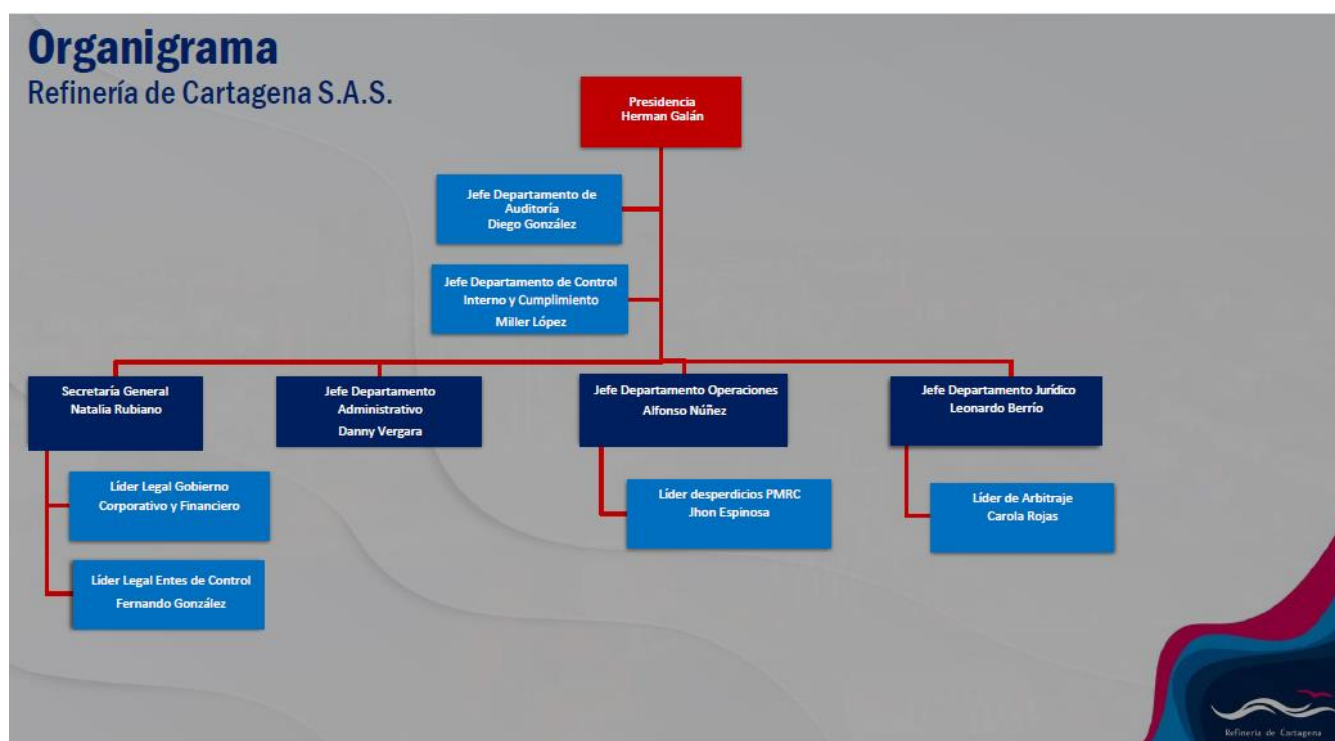 Organigrama
Refinería de Cartagena S.A.S.
Presidencia
Herman Galán
Jefe Departamento de
Auditoría
Diego González
Jefe Departamento de Control
Interno y Cumplimiento
Miller López
Secretaría General
Natalia Rubiano
Jefe Departamento
Administrativo
Danny Vergara
Jefe Departamento Operaciones
Alfonso Núñez
Jefe Departamento Jurídico
Leonardo Berrío
Líder Legal Gobierno
Corporativo y Financiero
Líder desperdicios PMRC
Jhon Espinosa
Líder de Arbitraje
Carola Rojas
Líder Legal Entes de Control
Fernando González
Refinería de Cartagena